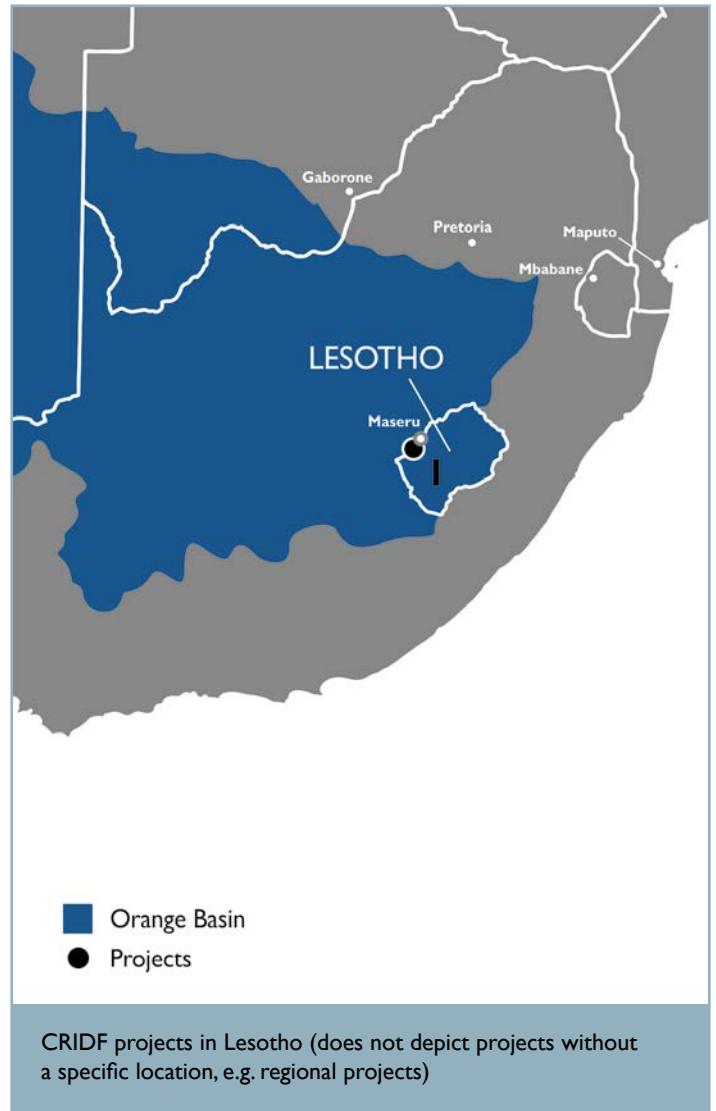 Gaborone
Pretoria
Maputo
Mbabane
LESOTHO
Maseru
1
Orange Basin
Projects
CRIDF projects in Lesotho (does not depict projects without
a specific location, e.g. regional projects)